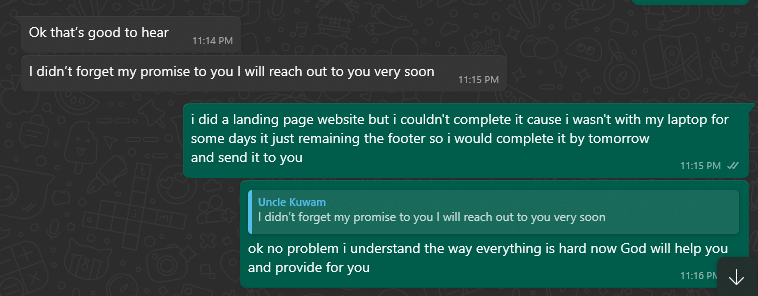 Ok that's good to hear
11:14 PM
I didn't forget my promise to you I will reach out to you very soon
11:15 PM
i did a landing page website but i couldn't complete it cause i wasn't with my laptop for
some days it just remaining the footer so i would complete it by tomorrow
and send it to you
11:15 PM
Uncle Kuwam
I didn't forget my promise to you I will reach out to you very soon
ok no problem i understand the way everything is hard now God will help you
and provide for you
11:16